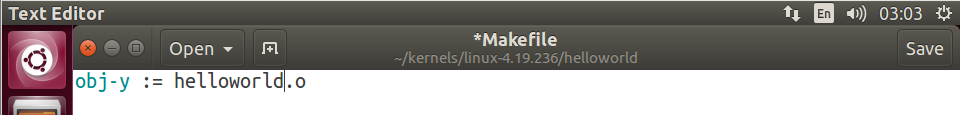 Text Editor En 03:03
Open *Makefile Save
~/kernels/linux-4.19.236/helloworld
obj-y := helloworld.o